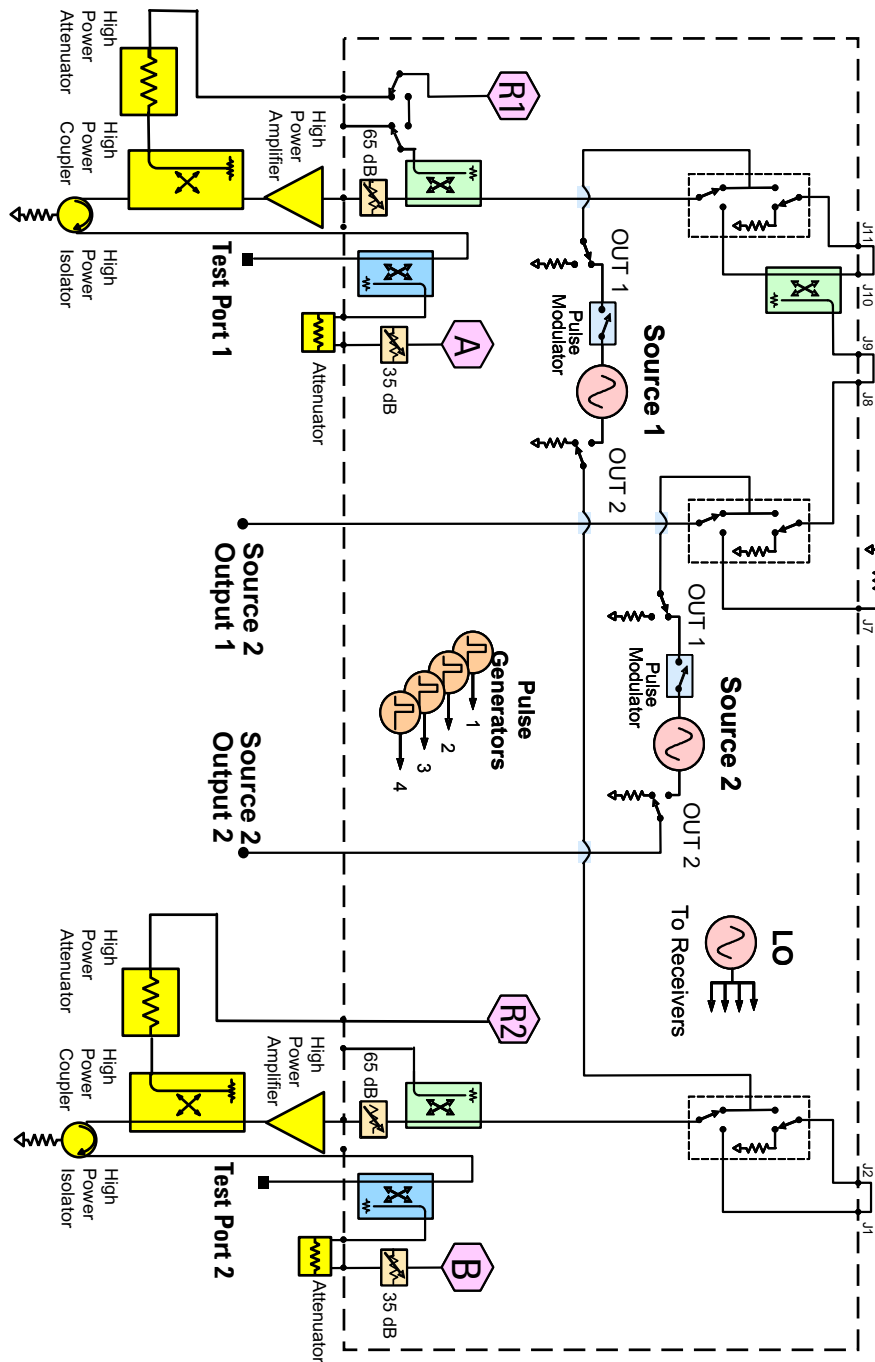 J11
J10
J9
J8
J7
J2
J1
Source 1
OUT 1
Pulse
Modulator
OUT 2
Source 2
OUT 1
Pulse
Modulator
OUT 2
LO
To Receivers
Pulse
Generators
1
2
3
4
R1
65 dB
A
35 dB
Attenuator
High
Power
Attenuator
High
Power
Coupler
High
Power
Amplifier
High
Power
Isolator
Test Port 1
Source 2
Output 1
Source 2
Output 2
R2
65 dB
B
35 dB
Attenuator
High
Power
Attenuator
High
Power
Coupler
High
Power
Amplifier
High
Power
Isolator
Test Port 2